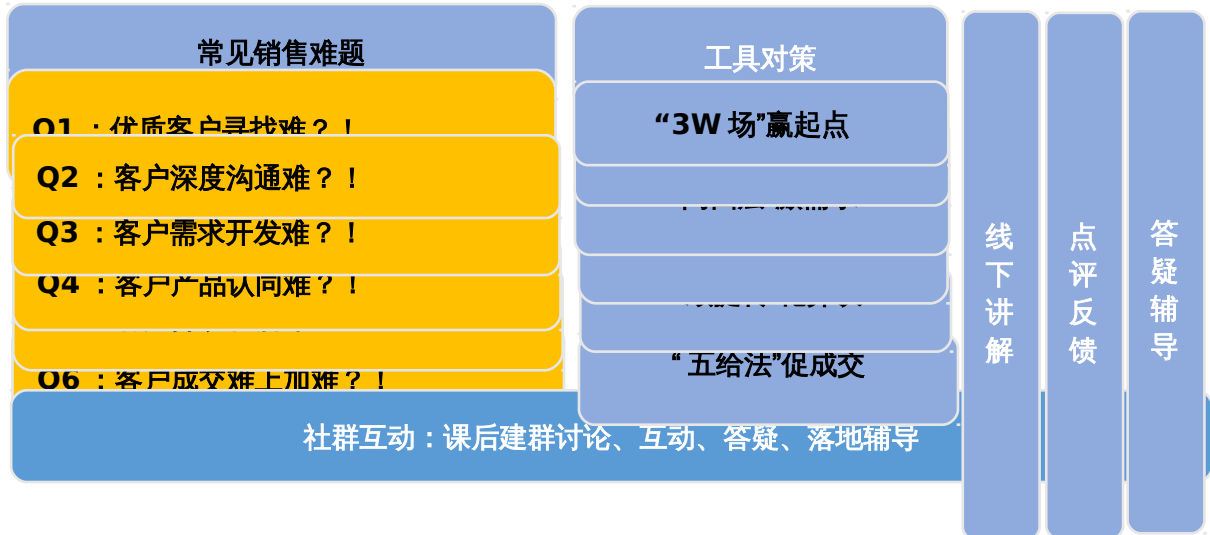 常见销售难题
Q1 ：优质客户寻找难？！
Q2 ：客户深度沟通难？！
Q3 ：客户需求开发难？！
Q4 ：客户产品认同难？！
Q6 ：客户成交难上加难？！
工具对策
“3W 场”赢起点
“ 五给法”促成交
线下讲解
点评反馈
答疑辅导
社群互动：课后建群讨论、互动、答疑、落地辅导